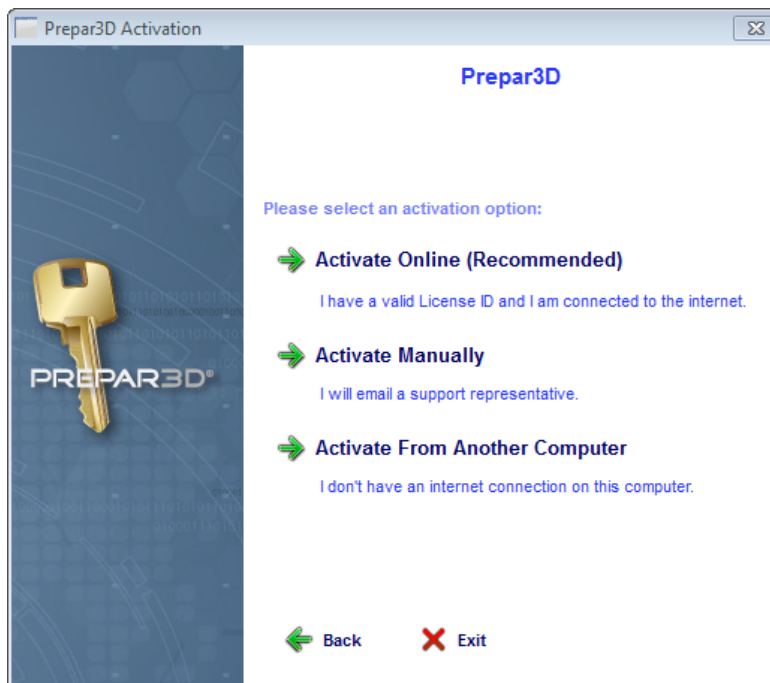 Prepar3D Activation
Prepar3D
Please select an activation option:
Activate Online (Recommended)
I have a valid License ID and I am connected to the internet.
Activate Manually
I will email a support representative.
PREPAR3D®
Activate From Another Computer
I don't have an internet connection on this computer.
Back
Exit